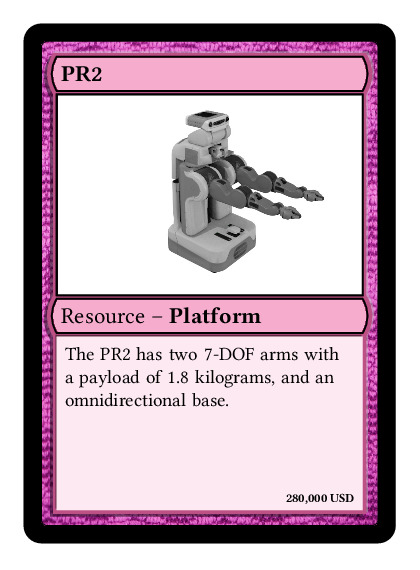 PR2
Resource – Platform
The PR2 has two 7-DOF arms with
a payload of 1.8 kilograms, and an
omnidirectional base.
280,000 USD